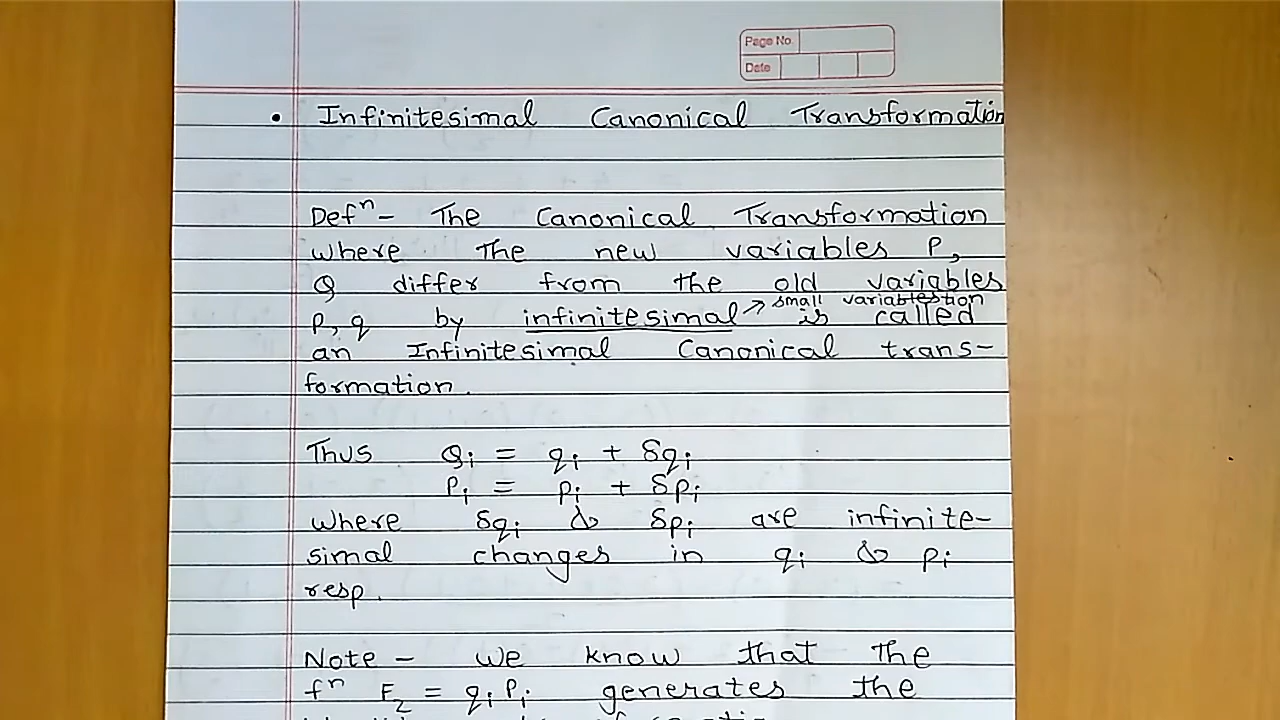 Page No.
Date
• Infinitesimal Canonical Transformation
Defⁿ- The Canonical Transformation
where the new variables P,
Q differ from the old variables
→ small
p, q by infinitesimal is called
an Infinitesimal Canonical trans-
formation.
Thus Qi = qi + δqi
Pi = pi + δpi
where δqi & δpi are infinite-
simal changes in qi & pi
resp.
Note - We know that the
fⁿ F₂ = qi Pi generates the